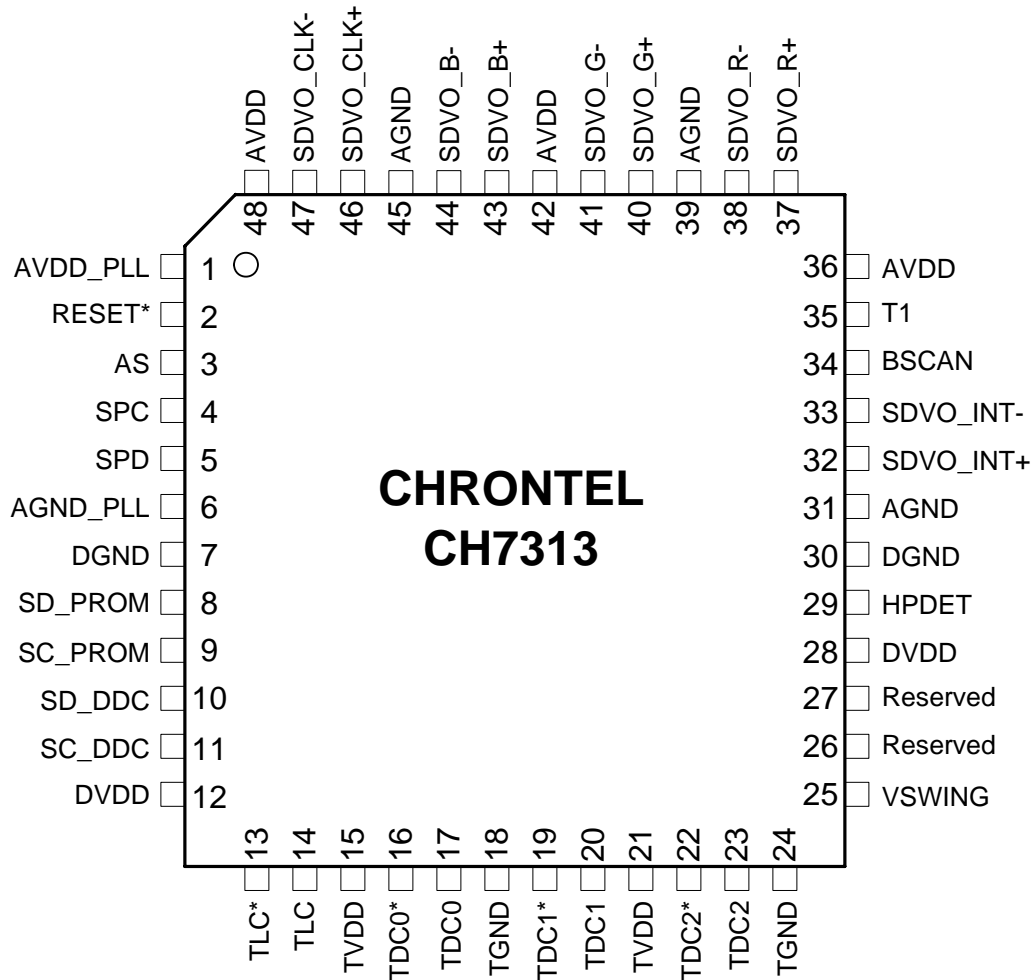 AVDD
SDVO_CLK-
SDVO_CLK+
AGND
SDVO_B-
SDVO_B+
AVDD
SDVO_G-
SDVO_G+
AGND
SDVO_R-
SDVO_R+
48
47
46
45
44
43
42
41
40
39
38
37
AVDD_PLL 1
RESET* 2
AS 3
SPC 4
SPD 5
AGND_PLL 6
DGND 7
SD_PROM 8
SC_PROM 9
SD_DDC 10
SC_DDC 11
DVDD 12
CHRONTEL
CH7313
36 AVDD
35 T1
34 BSCAN
33 SDVO_INT-
32 SDVO_INT+
31 AGND
30 DGND
29 HPDET
28 DVDD
27 Reserved
26 Reserved
25 VSWING
13
14
15
16
17
18
19
20
21
22
23
24
TLC*
TLC
TVDD
TDC0*
TDC0
TGND
TDC1*
TDC1
TVDD
TDC2*
TDC2
TGND